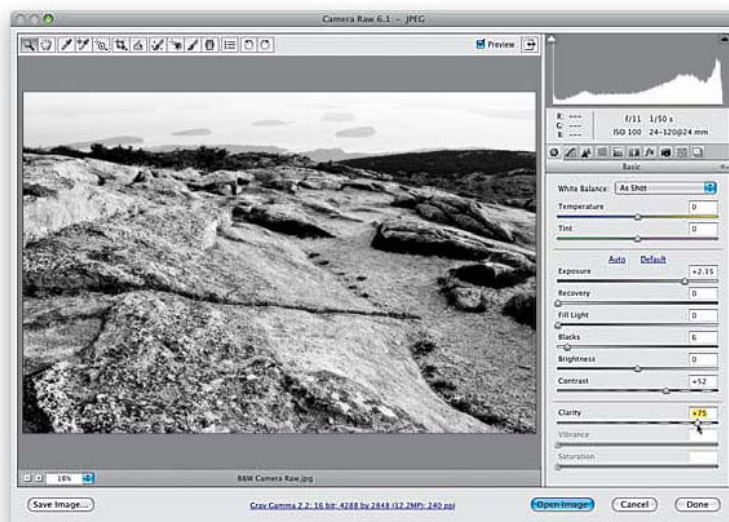 Camera Raw 6.1 – JPEG
Preview
R: ---
G: ---
B: ---
f/11 1/50 s
ISO 100 24-120@24 mm
Basic
White Balance: As Shot
Temperature 0
Tint 0
Auto Default
Exposure +2.35
Recovery 0
Fill Light 0
Blacks 6
Brightness 0
Contrast +52
Clarity +75
Vibrance
Saturation
18% B&W Camera Raw.jpg
Save Image... Gray Gamma 2.2; 16 bit; 4288 by 2848 (12.2MP); 240 ppi Open Image Cancel Done